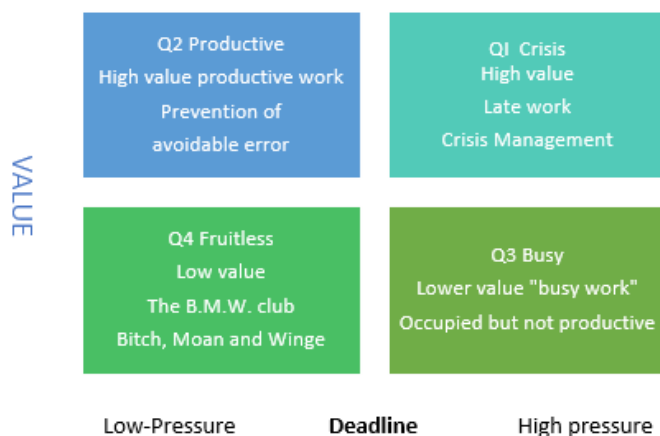 Q2 Productive
High value productive work
Prevention of
avoidable error
Q1 Crisis
High value
Late work
Crisis Management
VALUE
Q4 Fruitless
Low value
The B.M.W. club
Bitch, Moan and Winge
Q3 Busy
Lower value "busy work"
Occupied but not productive
Low-Pressure Deadline High pressure